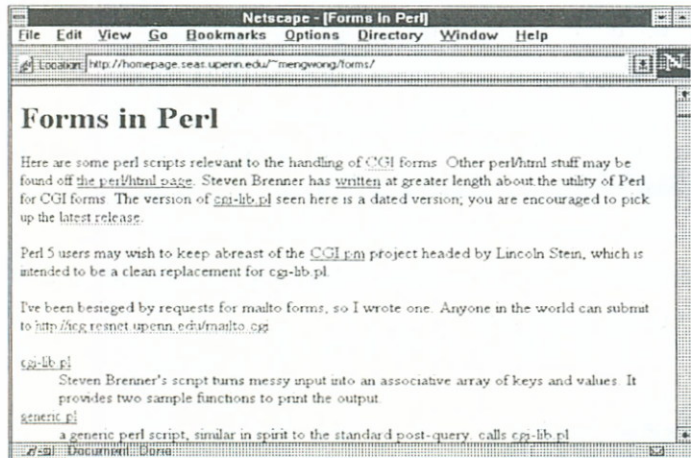 Netscape - [Forms in Perl]
File Edit View Go Bookmarks Options Directory Window Help
Location: http://homepage.seas.upenn.edu/~mengwong/forms/
N
Forms in Perl
Here are some perl scripts relevant to the handling of CGI forms. Other perl/html stuff may be
found off the perl/html page. Steven Brenner has written at greater length about the utility of Perl
for CGI forms. The version of cgi-lib.pl seen here is a dated version; you are encouraged to pick
up the latest release.
Perl 5 users may wish to keep abreast of the CGI.pm project headed by Lincoln Stein, which is
intended to be a clean replacement for cgi-lib.pl.
I've been besieged by requests for mailto forms, so I wrote one. Anyone in the world can submit
to http://icg.resnet.upenn.edu/mailto.cgi
cgi-lib.pl
Steven Brenner's script turns messy input into an associative array of keys and values. It
provides two sample functions to print the output.
generic.pl
a generic perl script, similar in spirit to the standard post-query. calls cgi-lib.pl
Document: Done